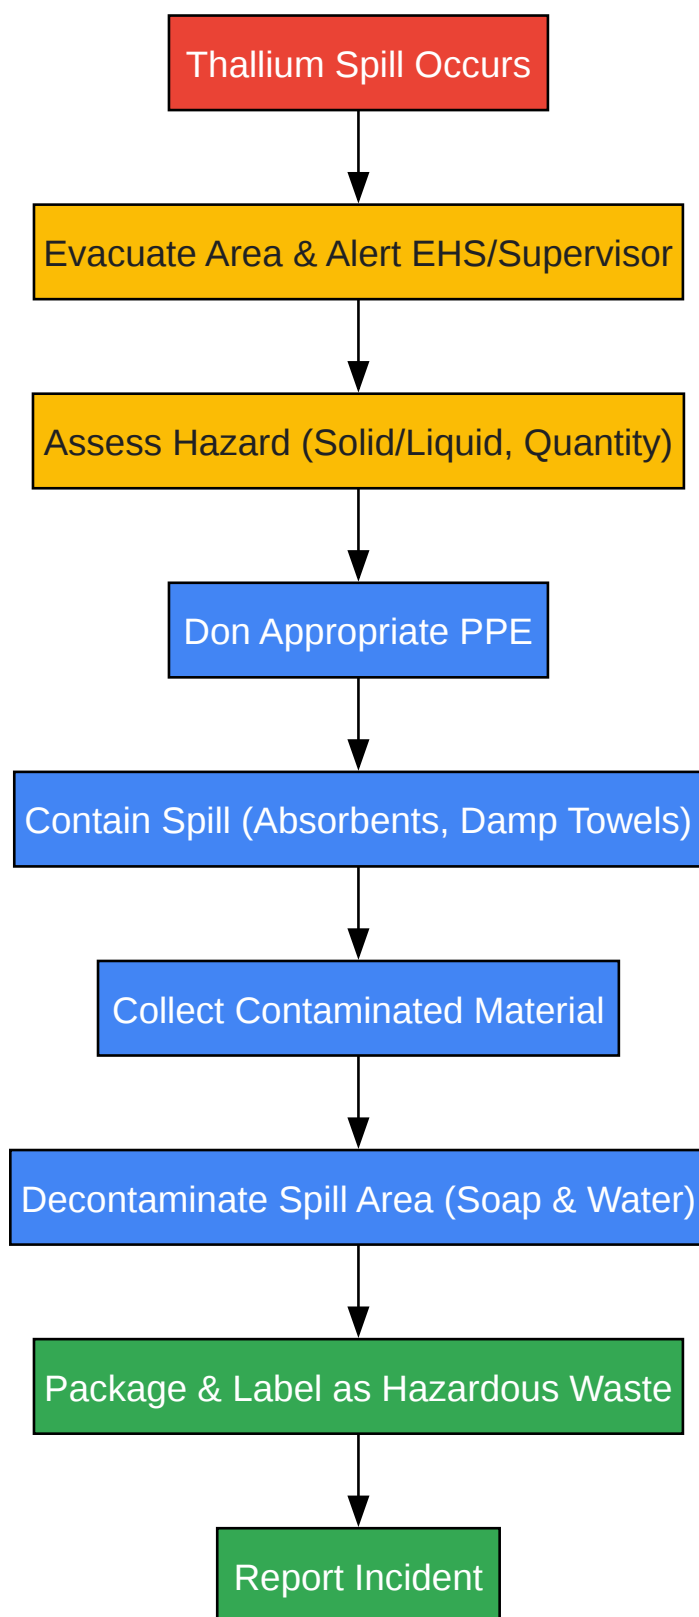 Thallium Spill Occurs
Evacuate Area & Alert EHS/Supervisor
Assess Hazard (Solid/Liquid, Quantity)
Don Appropriate PPE
Contain Spill (Absorbents, Damp Towels)
Collect Contaminated Material
Decontaminate Spill Area (Soap & Water)
Package & Label as Hazardous Waste
Report Incident